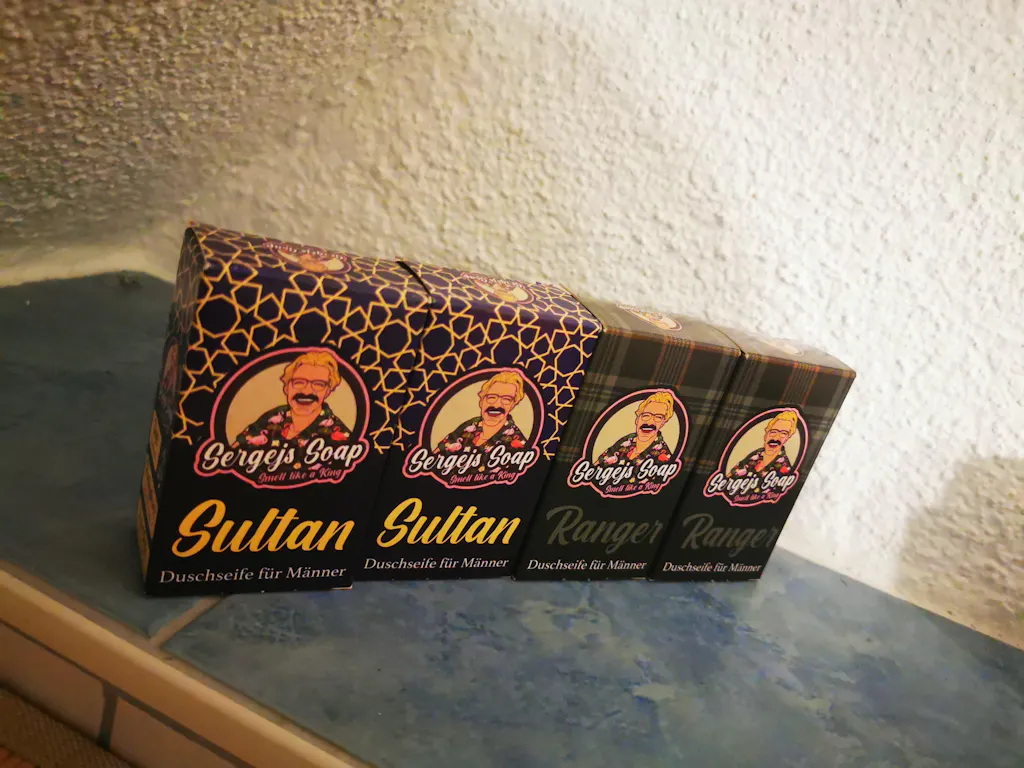 Sergejs Soap
Smell like a King
Sultan
Duschseife für Männer
Sergejs Soap
Smell like a King
Sultan
Duschseife für Männer
Sergejs Soap
Smell like a King
Ranger
Duschseife für Männer
Sergejs Soap
Smell like a King
Ranger
Duschseife für Männer